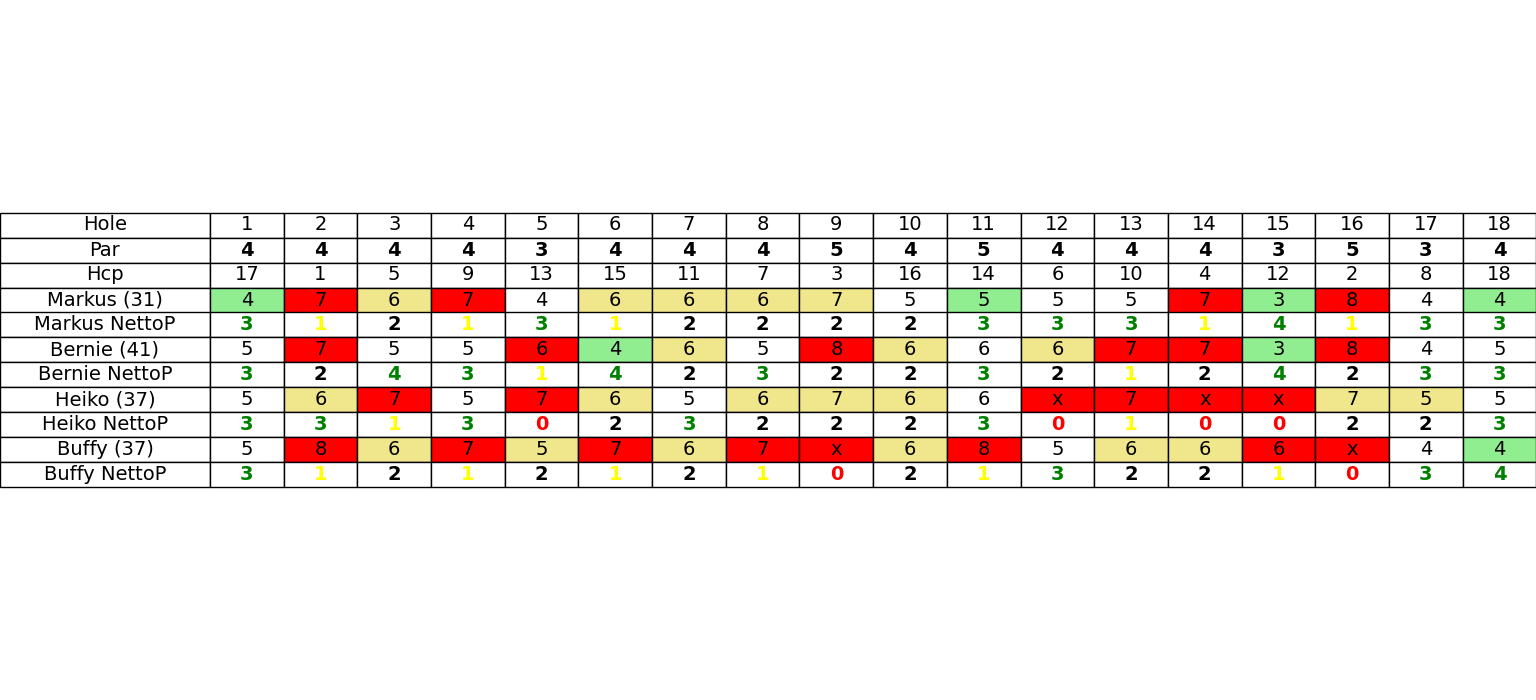 Hole 1 2 3 4 5 6 7 8 9 10 11 12 13 14 15 16 17 18
Par 4 4 4 4 3 4 4 4 5 4 5 4 4 4 3 5 3 4
Hcp 17 1 5 9 13 15 11 7 3 16 14 6 10 4 12 2 8 18
Markus (31) 4 7 6 7 4 6 6 6 7 5 5 5 5 7 3 8 4 4
Markus NettoP 3 1 2 1 3 1 2 2 2 2 3 3 3 1 4 1 3 3
Bernie (41) 5 7 5 5 6 4 6 5 8 6 6 6 7 7 3 8 4 5
Bernie NettoP 3 2 4 3 1 4 2 3 2 2 3 2 1 2 4 2 3 3
Heiko (37) 5 6 7 5 7 6 5 6 7 6 6 x 7 x x 7 5 5
Heiko NettoP 3 3 1 3 0 2 3 2 2 2 3 0 1 0 0 2 2 3
Buffy (37) 5 8 6 7 5 7 6 7 x 6 8 5 6 6 6 x 4 4
Buffy NettoP 3 1 2 1 2 1 2 1 0 2 1 3 2 2 1 0 3 4